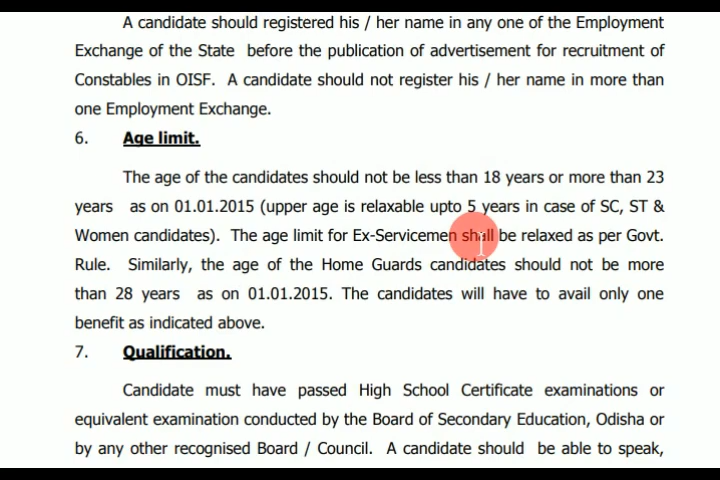 A candidate should registered his / her name in any one of the Employment
Exchange of the State before the publication of advertisement for recruitment of
Constables in OISF. A candidate should not register his / her name in more than
one Employment Exchange.
6. Age limit.
The age of the candidates should not be less than 18 years or more than 23
years as on 01.01.2015 (upper age is relaxable upto 5 years in case of SC, ST &
Women candidates). The age limit for Ex-Servicemen shall be relaxed as per Govt.
Rule. Similarly, the age of the Home Guards candidates should not be more
than 28 years as on 01.01.2015. The candidates will have to avail only one
benefit as indicated above.
7. Qualification.
Candidate must have passed High School Certificate examinations or
equivalent examination conducted by the Board of Secondary Education, Odisha or
by any other recognised Board / Council. A candidate should be able to speak,